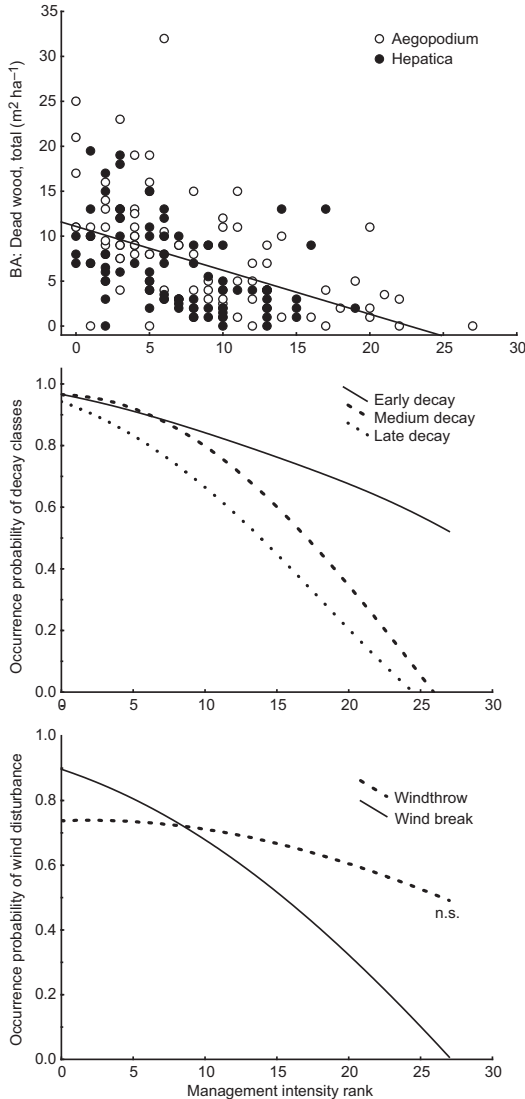 35
30
25
20
15
10
5
0
BA: Dead wood, total (m² ha⁻¹)
Aegopodium
Hepatica
0 5 10 15 20 25 30
1.0
0.8
0.6
0.4
0.2
0.0
Occurrence probability of decay classes
Early decay
Medium decay
Late decay
0 5 10 15 20 25 30
1.0
0.8
0.6
0.4
0.2
0.0
Occurrence probability of wind disturbance
Windthrow
Wind break
n.s.
0 5 10 15 20 25 30
Management intensity rank